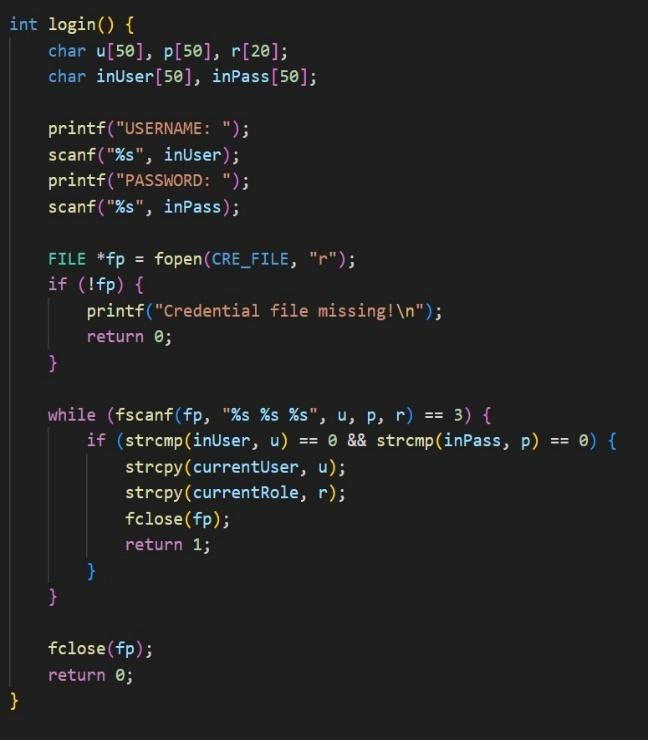 int login() {
    char u[50], p[50], r[20];
    char inUser[50], inPass[50];

    printf("USERNAME: ");
    scanf("%s", inUser);
    printf("PASSWORD: ");
    scanf("%s", inPass);

    FILE *fp = fopen(CRE_FILE, "r");
    if (!fp) {
        printf("Credential file missing!\n");
        return 0;
    }

    while (fscanf(fp, "%s %s %s", u, p, r) == 3) {
        if (strcmp(inUser, u) == 0 && strcmp(inPass, p) == 0) {
            strcpy(currentUser, u);
            strcpy(currentRole, r);
            fclose(fp);
            return 1;
        }
    }

    fclose(fp);
    return 0;
}